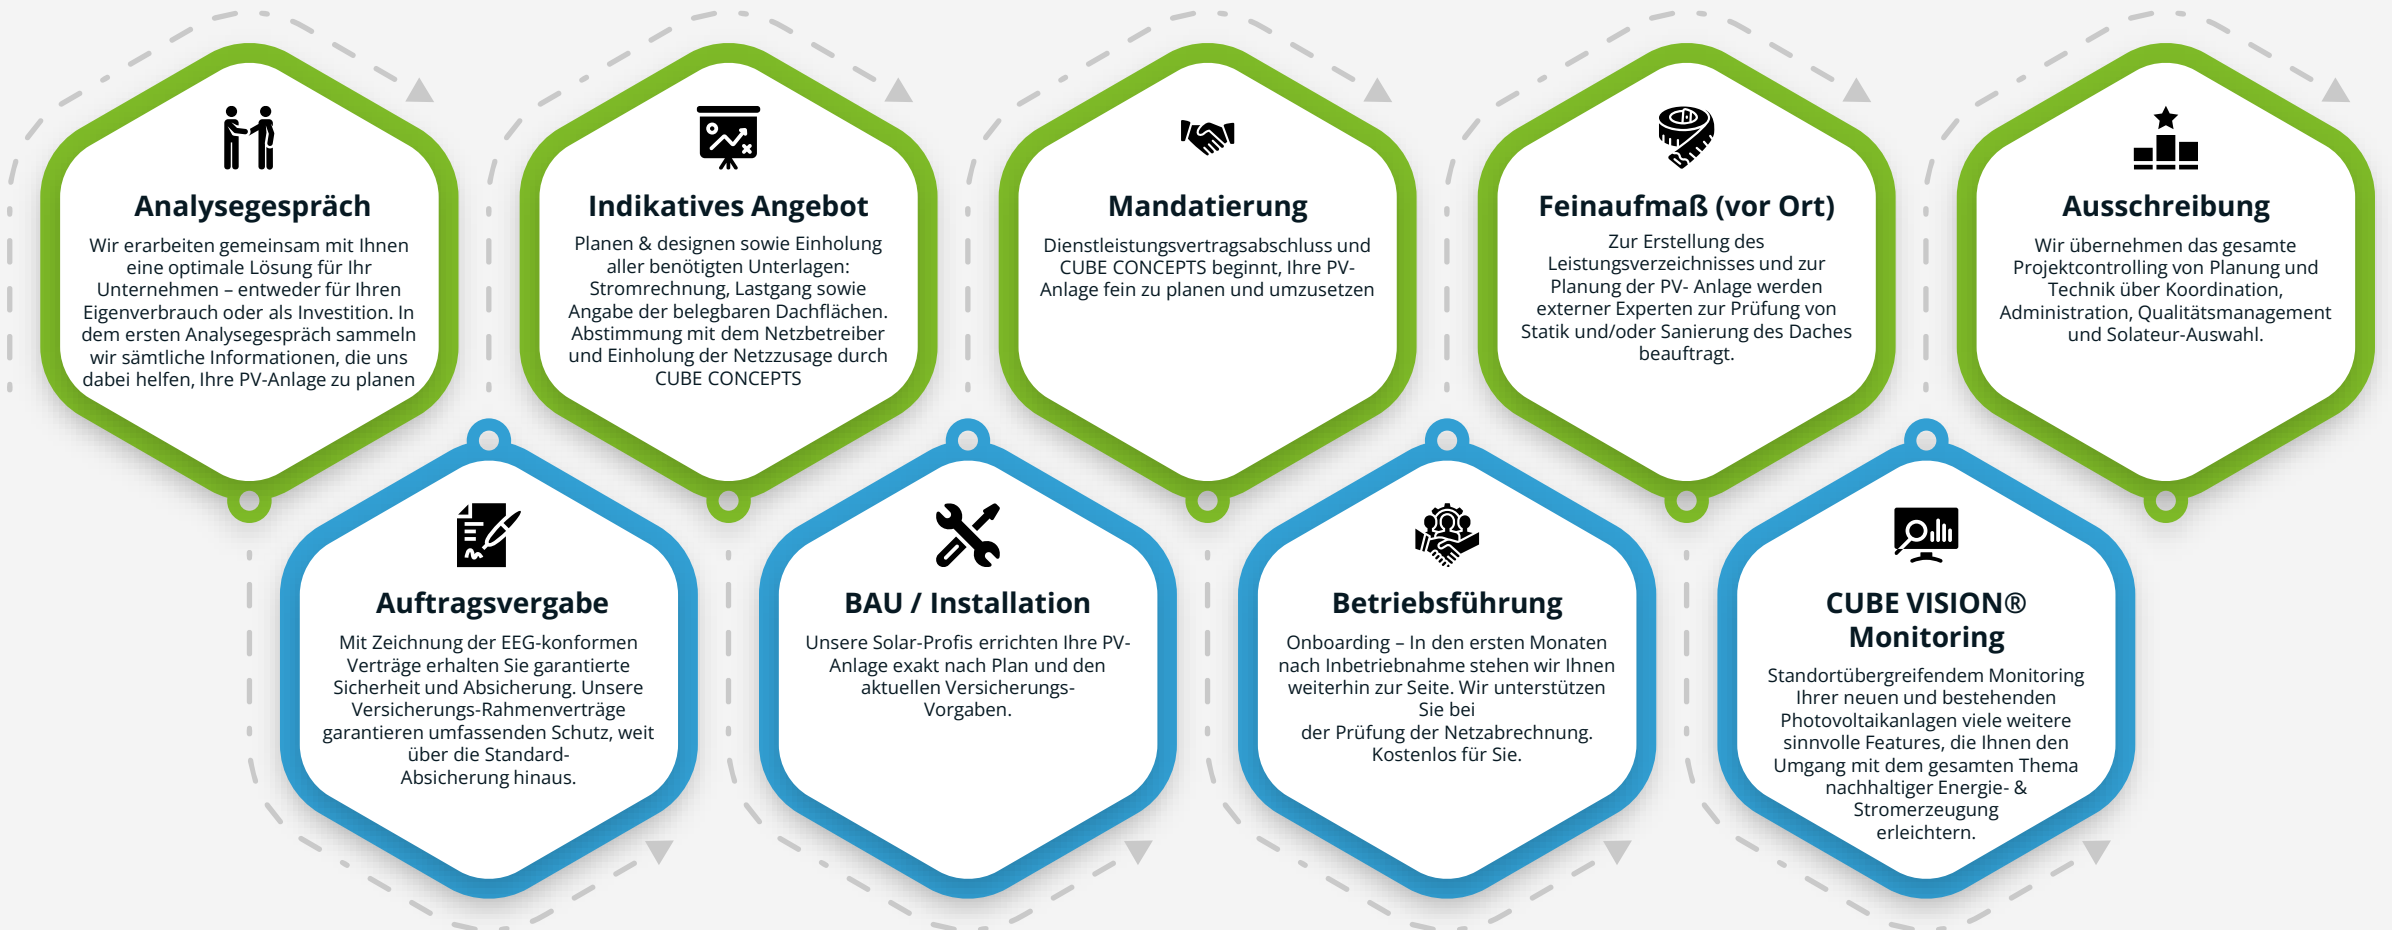 Analysegespräch
Wir erarbeiten gemeinsam mit Ihnen
eine optimale Lösung für Ihr
Unternehmen – entweder für Ihren
Eigenverbrauch oder als Investition. In
dem ersten Analysegespräch sammeln
wir sämtliche Informationen, die uns
dabei helfen, Ihre PV-Anlage zu planen
Indikatives Angebot
Planen & designen sowie Einholung
aller benötigten Unterlagen:
Stromrechnung, Lastgang sowie
Angabe der belegbaren Dachflächen.
Abstimmung mit dem Netzbetreiber
und Einholung der Netzzusage durch
CUBE CONCEPTS
Mandatierung
Dienstleistungsvertragsabschluss und
CUBE CONCEPTS beginnt, Ihre PV-
Anlage fein zu planen und umzusetzen
Feinaufmaß (vor Ort)
Zur Erstellung des
Leistungsverzeichnisses und zur
Planung der PV- Anlage werden
externer Experten zur Prüfung von
Statik und/oder Sanierung des Daches
beauftragt.
Ausschreibung
Wir übernehmen das gesamte
Projektcontrolling von Planung und
Technik über Koordination,
Administration, Qualitätsmanagement
und Solateur-Auswahl.
Auftragsvergabe
Mit Zeichnung der EEG-konformen
Verträge erhalten Sie garantierte
Sicherheit und Absicherung. Unsere
Versicherungs-Rahmenverträge
garantieren umfassenden Schutz, weit
über die Standard-
Absicherung hinaus.
BAU / Installation
Unsere Solar-Profis errichten Ihre PV-
Anlage exakt nach Plan und den
aktuellen Versicherungs-
Vorgaben.
Betriebsführung
Onboarding – In den ersten Monaten
nach Inbetriebnahme stehen wir Ihnen
weiterhin zur Seite. Wir unterstützen
Sie bei
der Prüfung der Netzabrechnung.
Kostenlos für Sie.
CUBE VISION®
Monitoring
Standortübergreifendem Monitoring
Ihrer neuen und bestehenden
Photovoltaikanlagen viele weitere
sinnvolle Features, die Ihnen den
Umgang mit dem gesamten Thema
nachhaltiger Energie- &
Stromerzeugung
erleichtern.